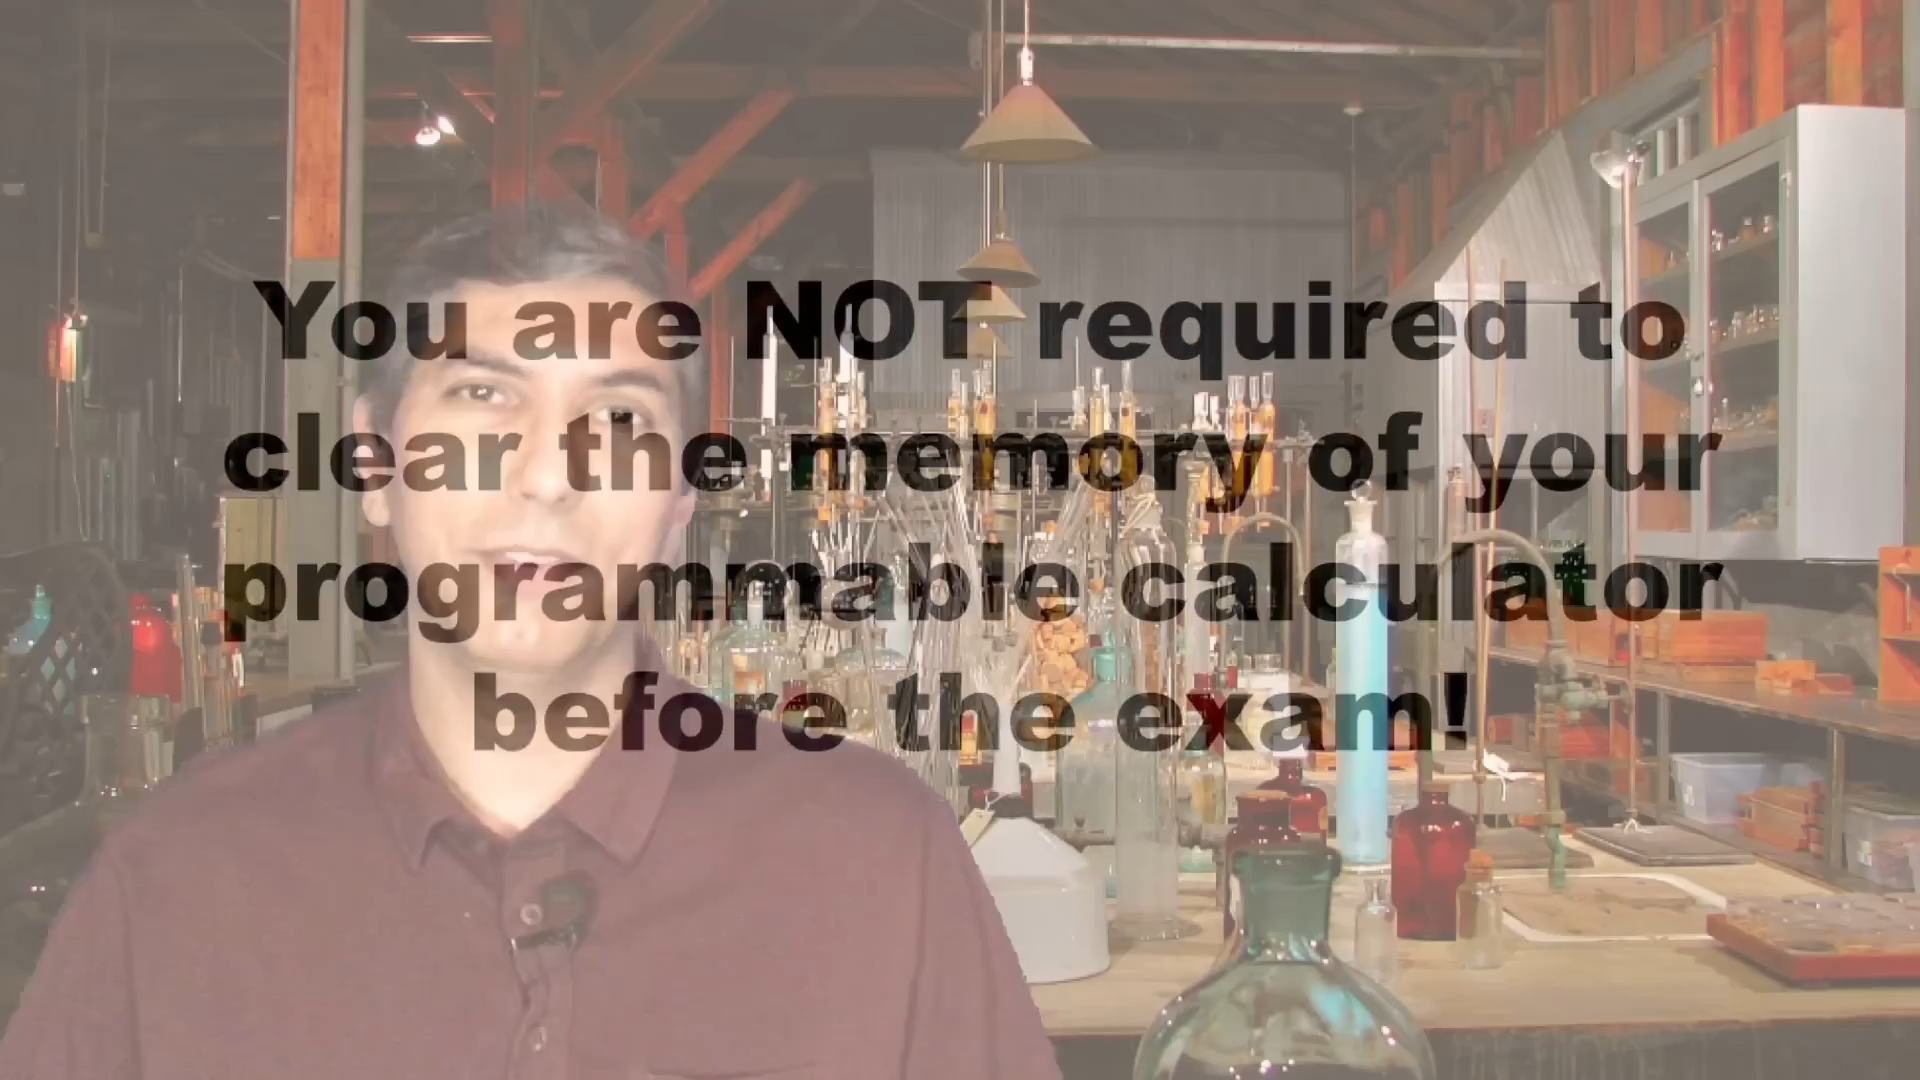 You are NOT required to
clear the memory of your
programmable calculator
before the exam!